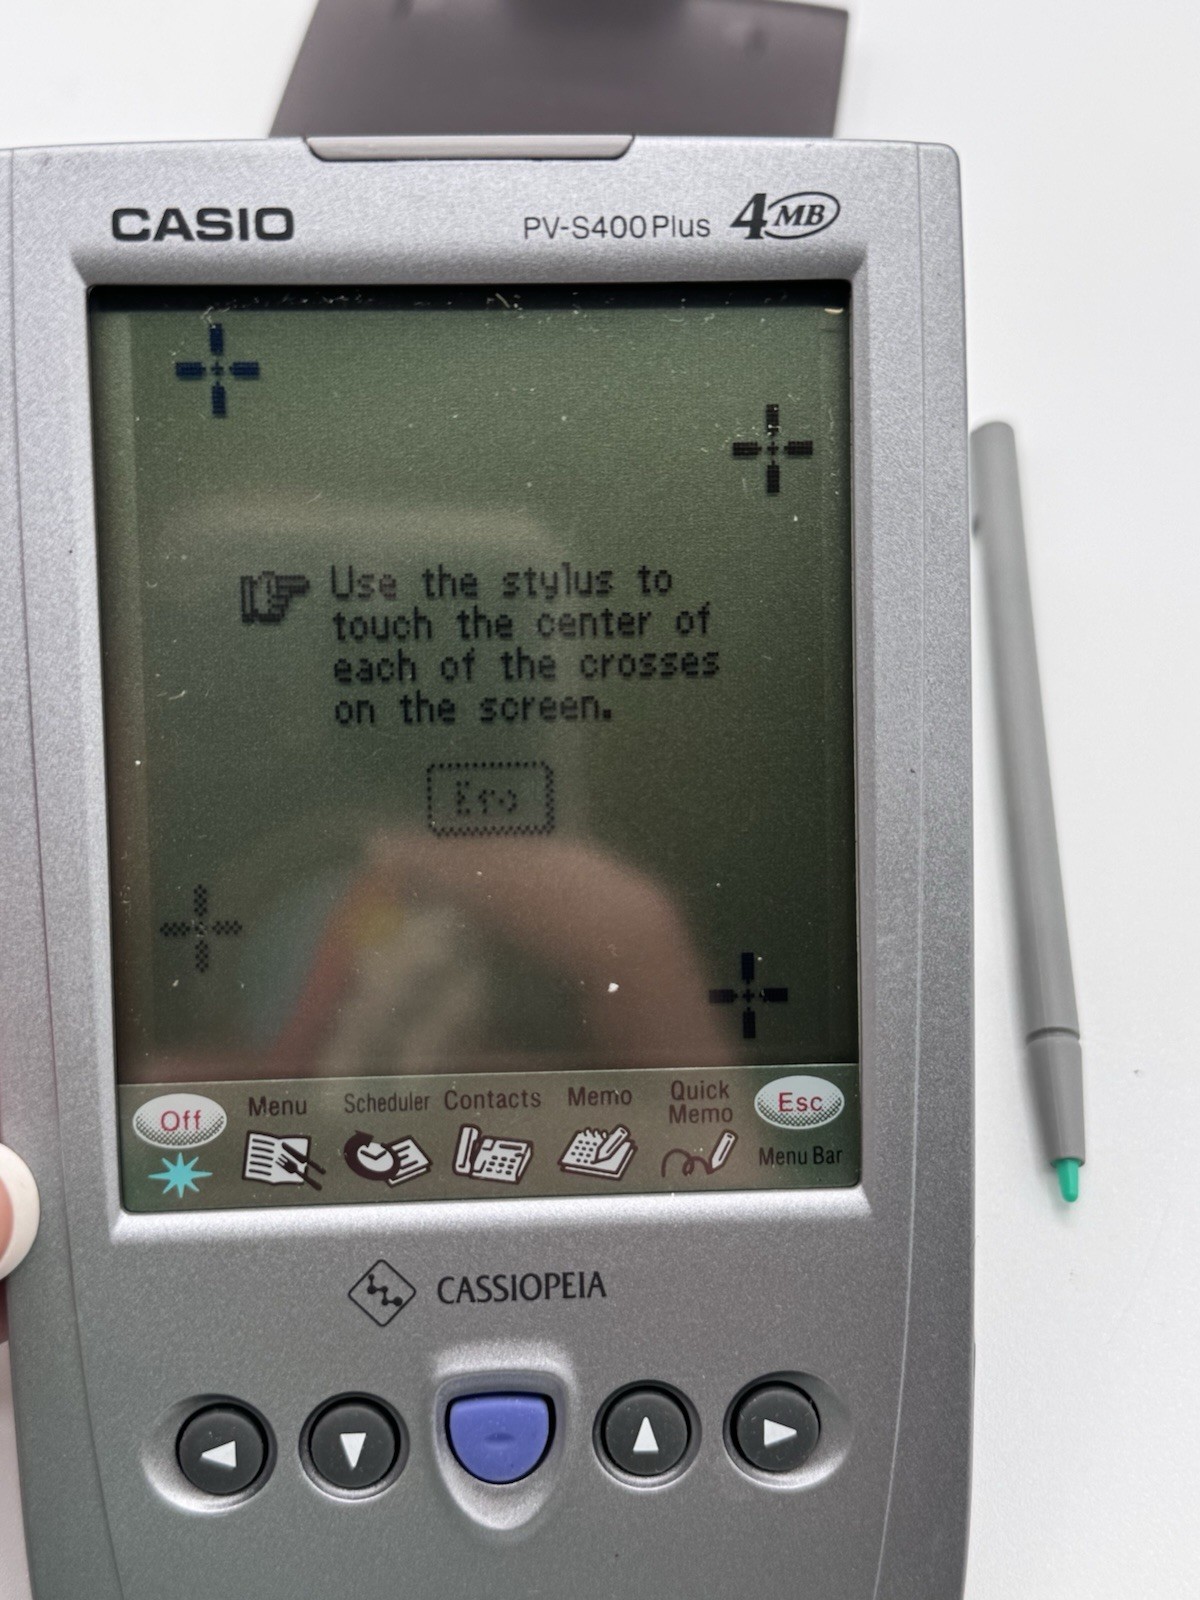 CASIO
PV-S400Plus 4MB
Use the stylus to
touch the center of
each of the crosses
on the screen.
Off
Menu
Scheduler
Contacts
Memo
Quick
Memo
Esc
Menu Bar
CASSIOPEIA